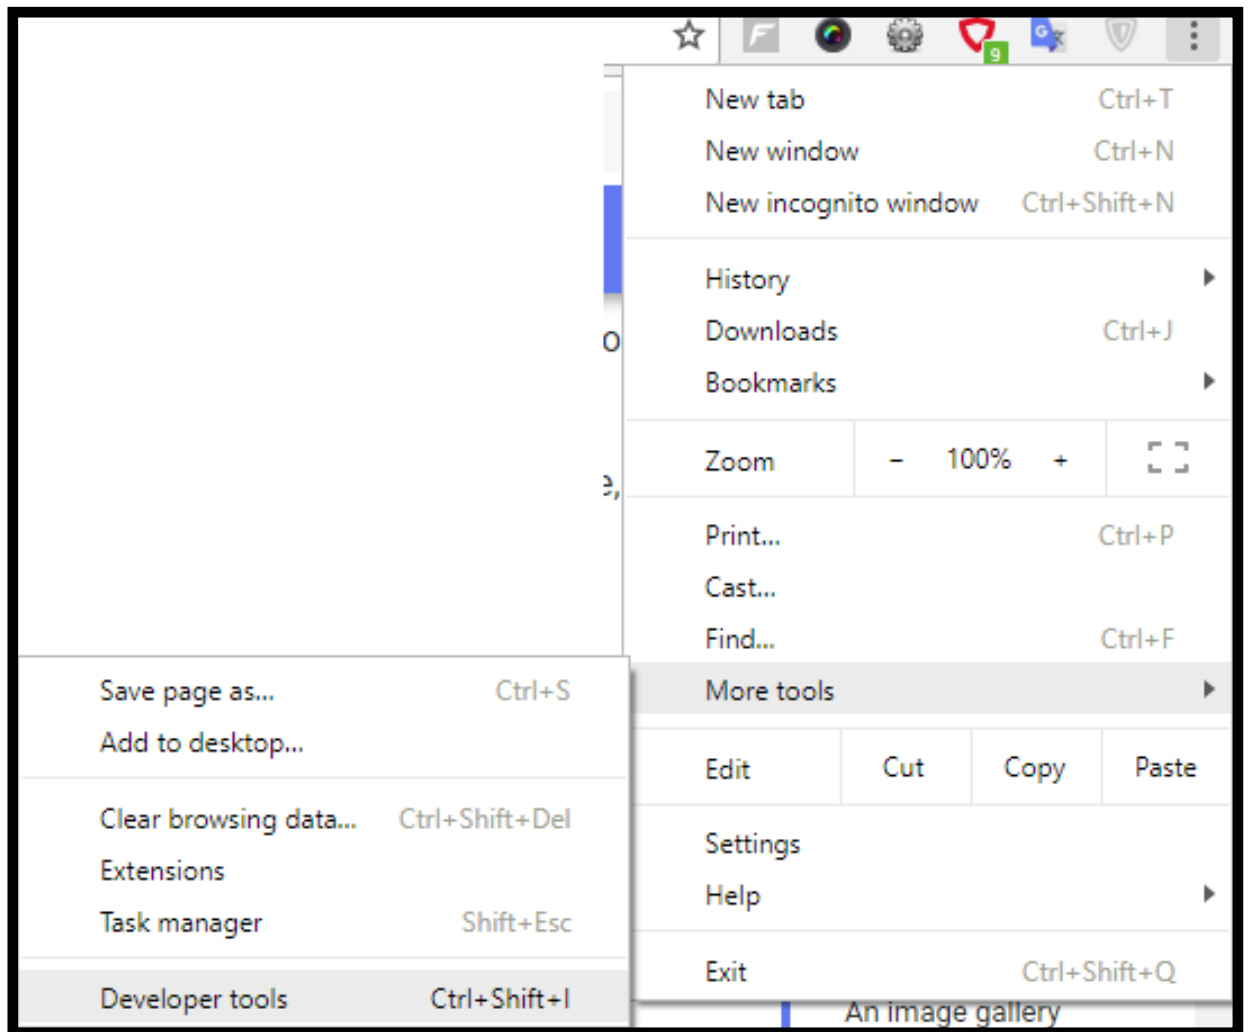 9
New tab Ctrl+T
New window Ctrl+N
New incognito window Ctrl+Shift+N
History
Downloads Ctrl+J
Bookmarks
Zoom - 100% +
Print... Ctrl+P
Cast...
Find... Ctrl+F
More tools
Edit Cut Copy Paste
Settings
Help
Exit Ctrl+Shift+Q
Save page as... Ctrl+S
Add to desktop...
Clear browsing data... Ctrl+Shift+Del
Extensions
Task manager Shift+Esc
Developer tools Ctrl+Shift+I
An image gallery